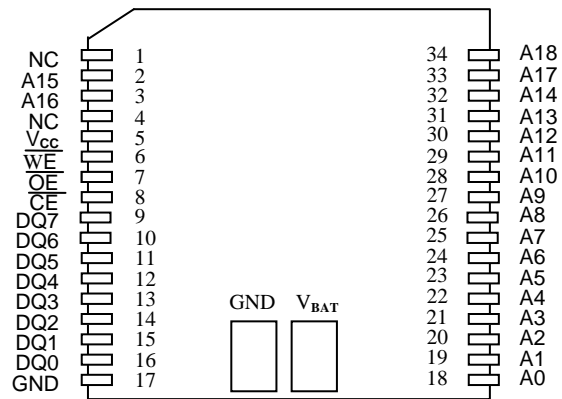 NC 1 34 A18
A15 2 33 A17
A16 3 32 A14
NC 4 31 A13
Vcc 5 30 A12
WE 6 29 A11
OE 7 28 A10
CE 8 27 A9
DQ7 9 26 A8
DQ6 10 25 A7
DQ5 11 24 A6
DQ4 12 23 A5
DQ3 13 22 A4
DQ2 14 21 A3
DQ1 15 20 A2
DQ0 16 19 A1
GND 17 18 A0
GND VBAT